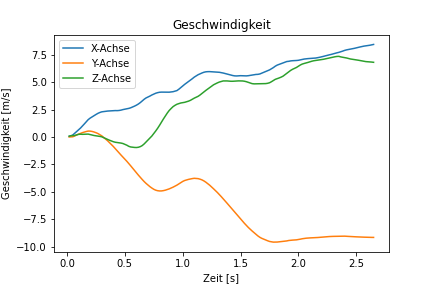 Geschwindigkeit
X-Achse
Y-Achse
Z-Achse
Geschwindigkeit [m/s]
7.5
5.0
2.5
0.0
−2.5
−5.0
−7.5
−10.0
0.0 0.5 1.0 1.5 2.0 2.5
Zeit [s]